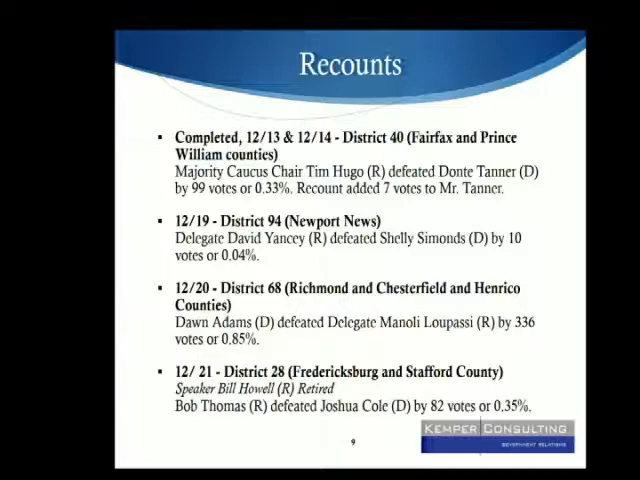 Recounts
▪ Completed, 12/13 & 12/14 - District 40 (Fairfax and Prince
William counties)
Majority Caucus Chair Tim Hugo (R) defeated Donte Tanner (D)
by 99 votes or 0.33%. Recount added 7 votes to Mr. Tanner.
▪ 12/19 - District 94 (Newport News)
Delegate David Yancey (R) defeated Shelly Simonds (D) by 10
votes or 0.04%.
▪ 12/20 - District 68 (Richmond and Chesterfield and Henrico
Counties)
Dawn Adams (D) defeated Delegate Manoli Loupassi (R) by 336
votes or 0.85%.
▪ 12/ 21 - District 28 (Fredericksburg and Stafford County)
Speaker Bill Howell (R) Retired
Bob Thomas (R) defeated Joshua Cole (D) by 82 votes or 0.35%.
KEMPER CONSULTING
GOVERNMENT RELATIONS
9